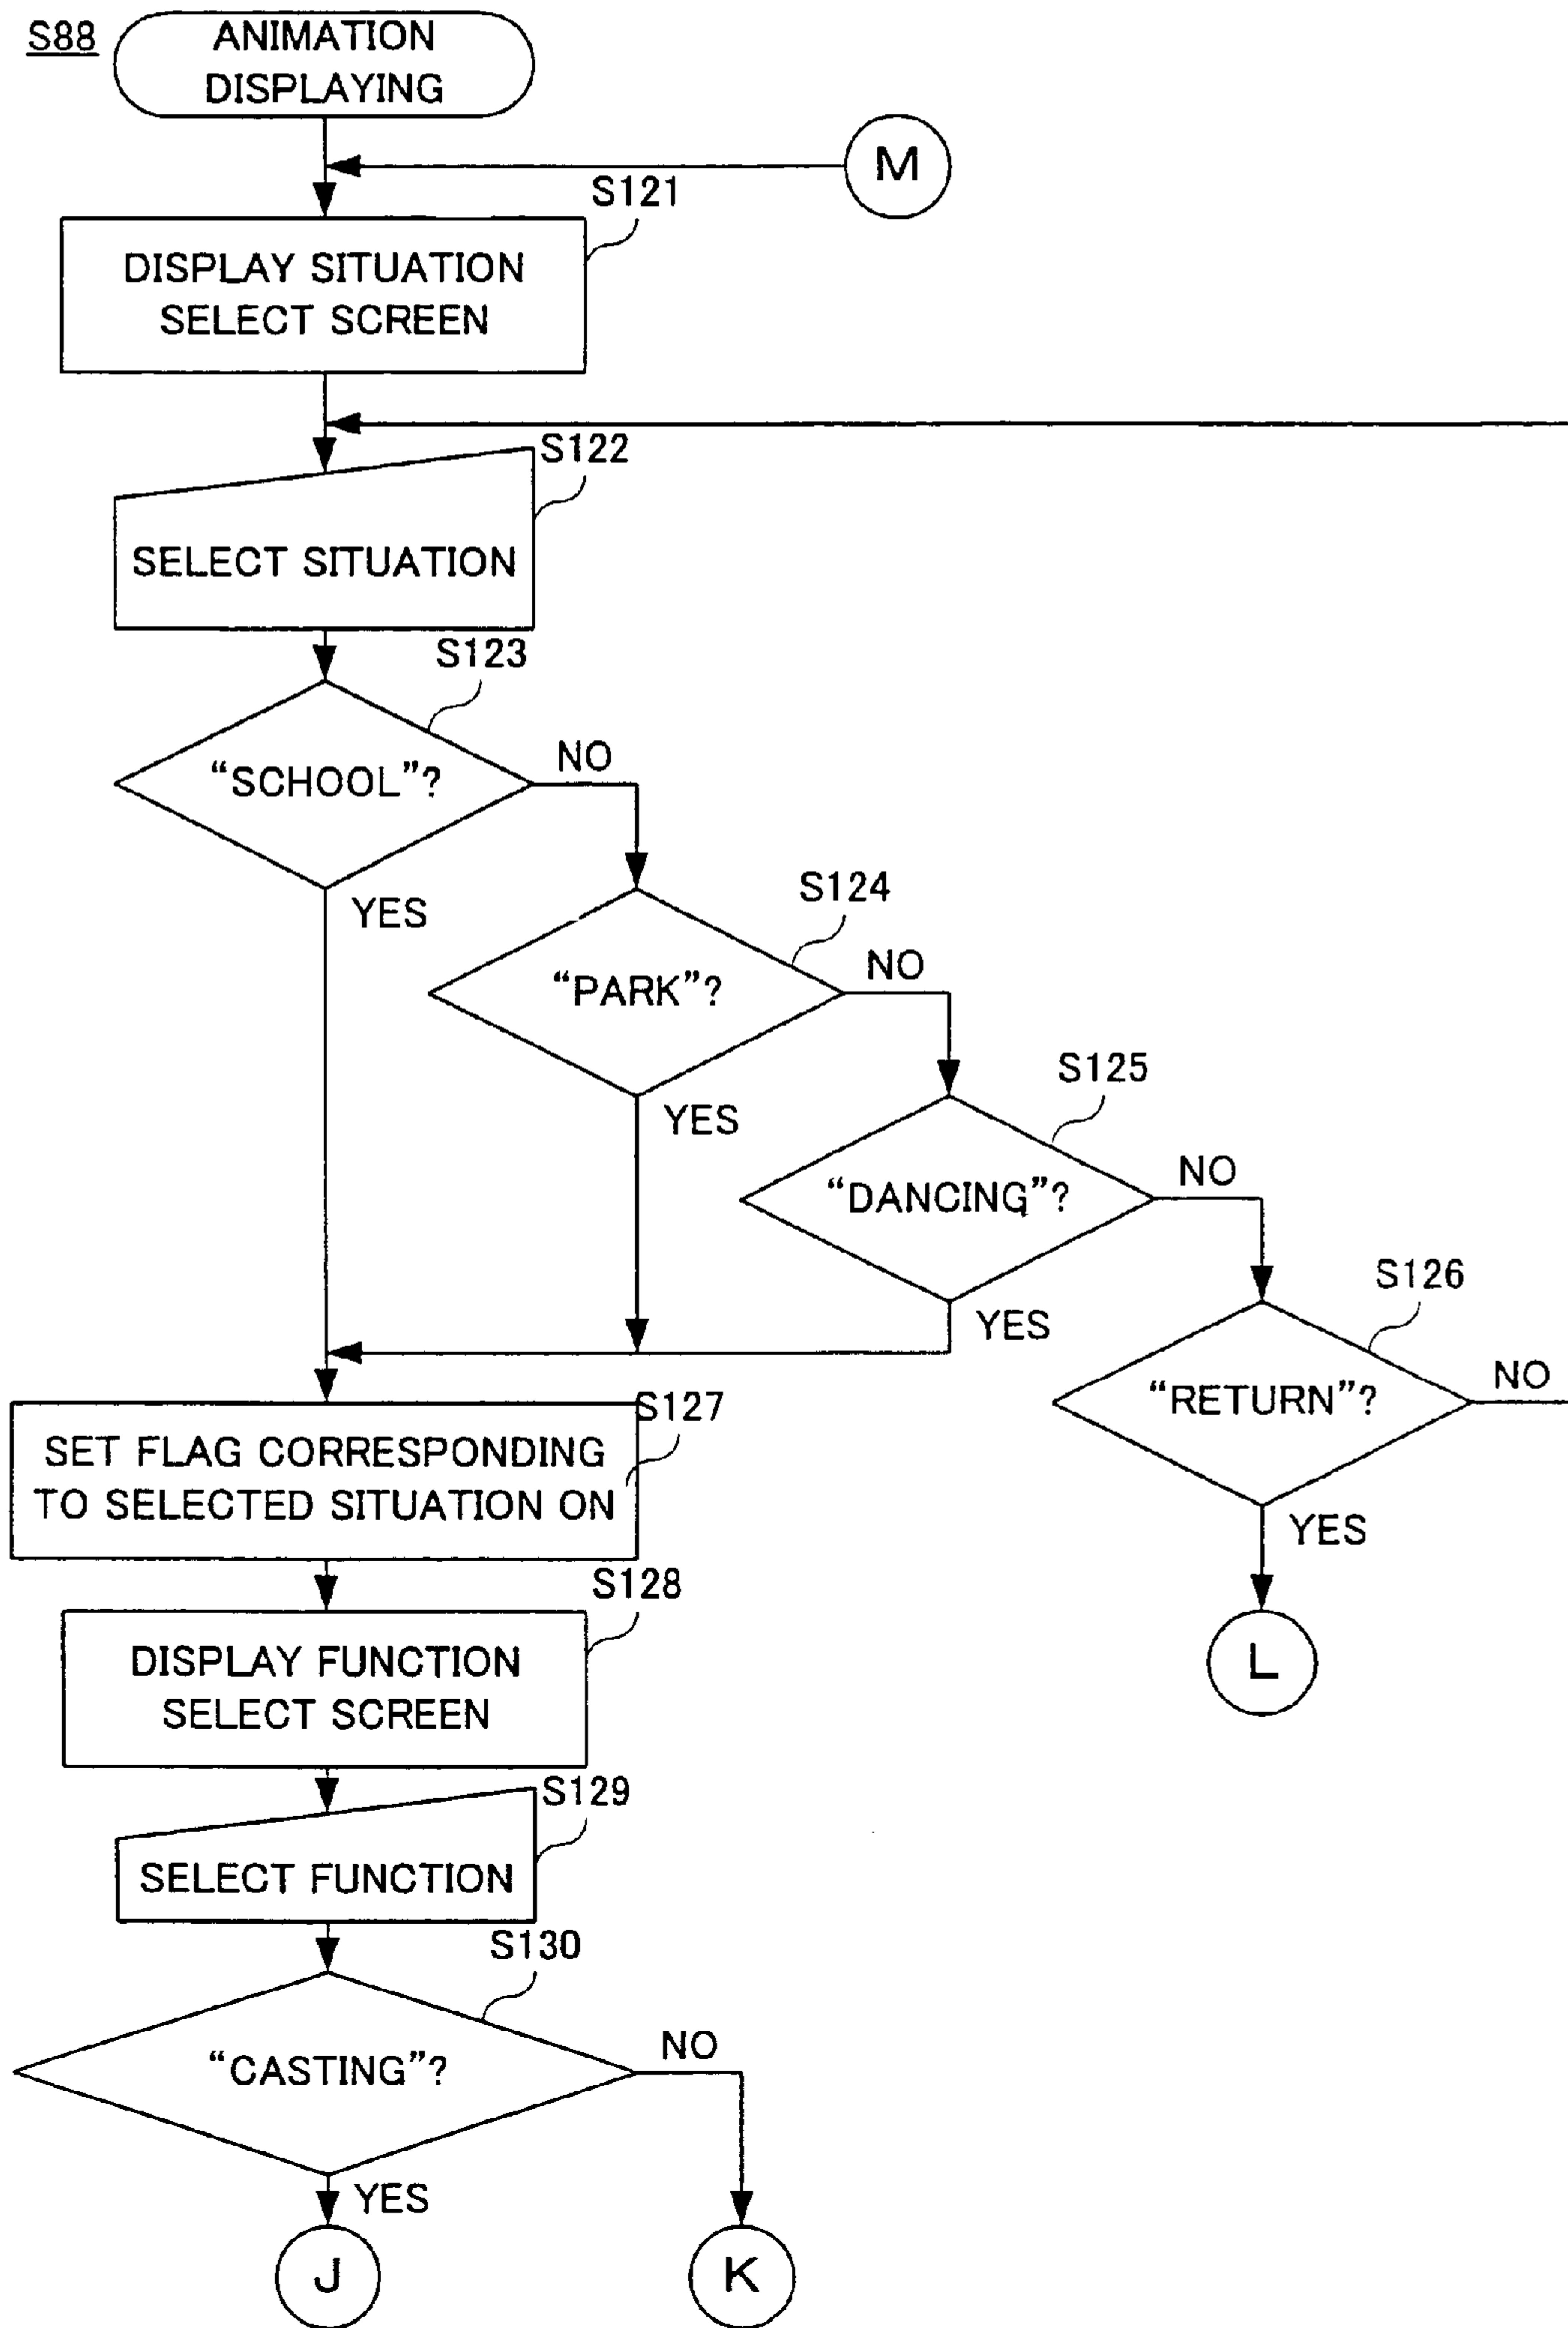 S88
ANIMATION
DISPLAYING
M
S121
DISPLAY SITUATION
SELECT SCREEN
S122
SELECT SITUATION
S123
“SCHOOL”?
NO
YES
S124
“PARK”?
NO
YES
S125
“DANCING”?
NO
YES
S126
“RETURN”?
NO
YES
L
S127
SET FLAG CORRESPONDING
TO SELECTED SITUATION ON
S128
DISPLAY FUNCTION
SELECT SCREEN
S129
SELECT FUNCTION
S130
“CASTING”?
NO
YES
J
K